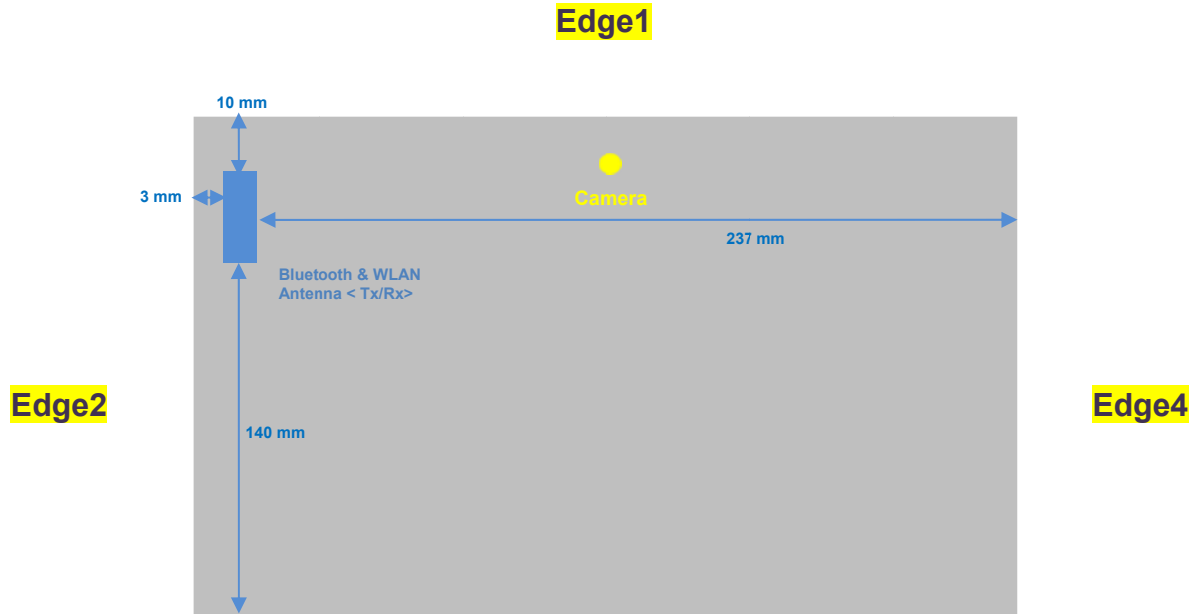 Edge1
10 mm
3 mm
Camera
237 mm
Bluetooth & WLAN
Antenna < Tx/Rx>
Edge2
Edge4
140 mm